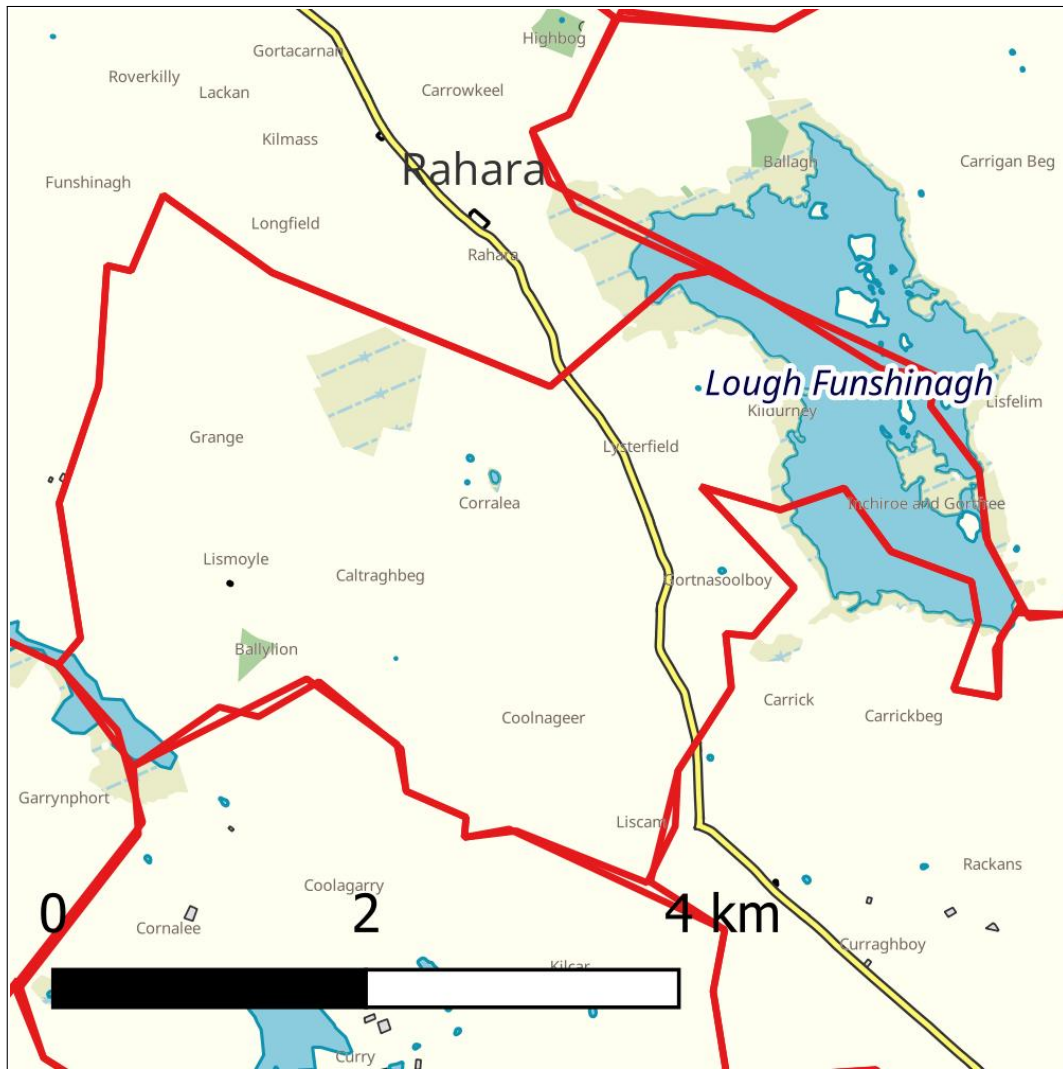 Highbog
Gortacarnan
Roverkilly
Lackan
Carrowkeel
Kilmass
Rahara
Ballagh
Carrigan Beg
Funshinagh
Longfield
Rahara
Lough Funshinagh
Lisfelim
Kildurney
Grange
Lysterfield
Corralea
Inchiroe and Gortfree
Lismoyle
Caltraghbeg
Gortnasoolboy
Ballylion
Carrick
Coolnageer
Carrickbeg
Garrynphort
Liscam
Rackans
Coolagarry
0 2 4 km
Cornalee
Curraghboy
Kilcar
Curry